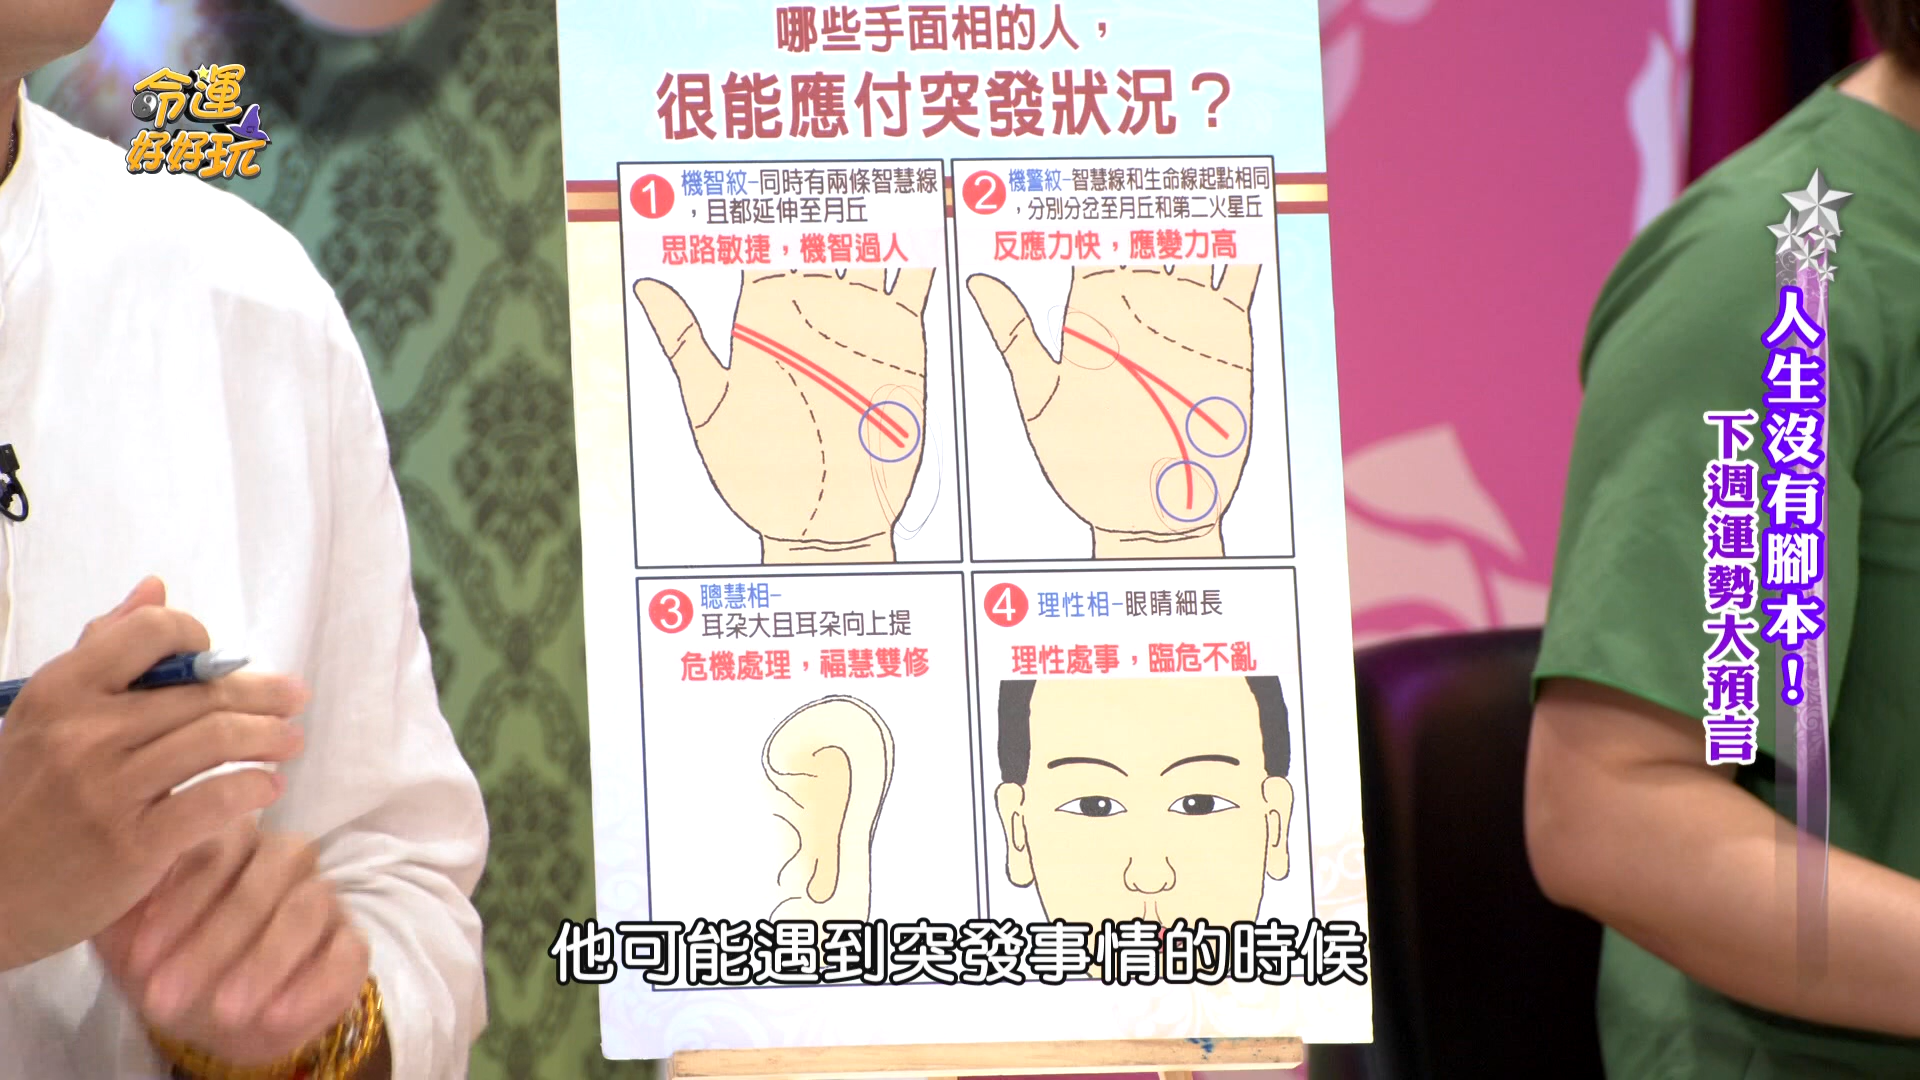 命運
好好玩
哪些手面相的人，
很能應付突發狀況？
1 機智紋-同時有兩條智慧線
，且都延伸至月丘
思路敏捷，機智過人
2 機警紋-智慧線和生命線起點相同
，分別分岔至月丘和第二火星丘
反應力快，應變力高
3 聰慧相-
耳朵大且耳朵向上提
危機處理，福慧雙修
4 理性相-眼睛細長
理性處事，臨危不亂
人生沒有腳本！
下週運勢大預言
他可能遇到突發事情的時候